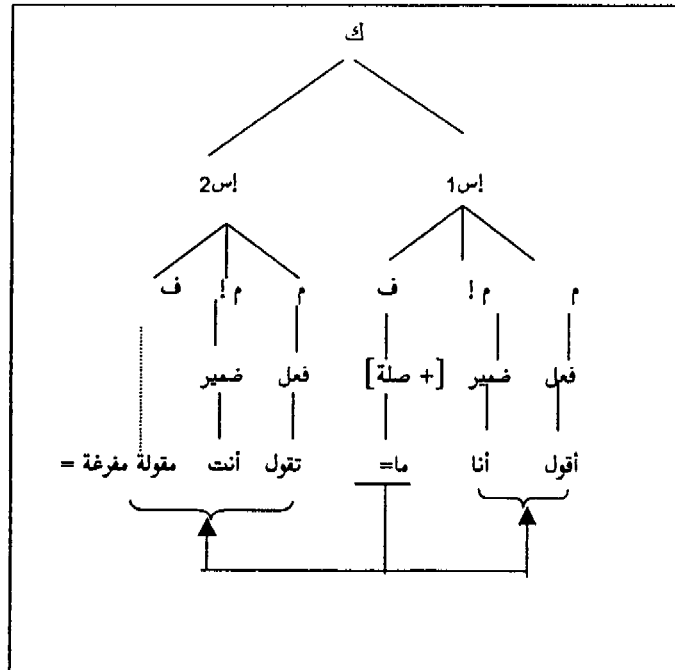 ك
إس1 إس2
م م إ ف م م إ ف
فعل ضمير [+ صلة] فعل ضمير
أقول أنا ما= تقول أنت مقولة مفرغة =